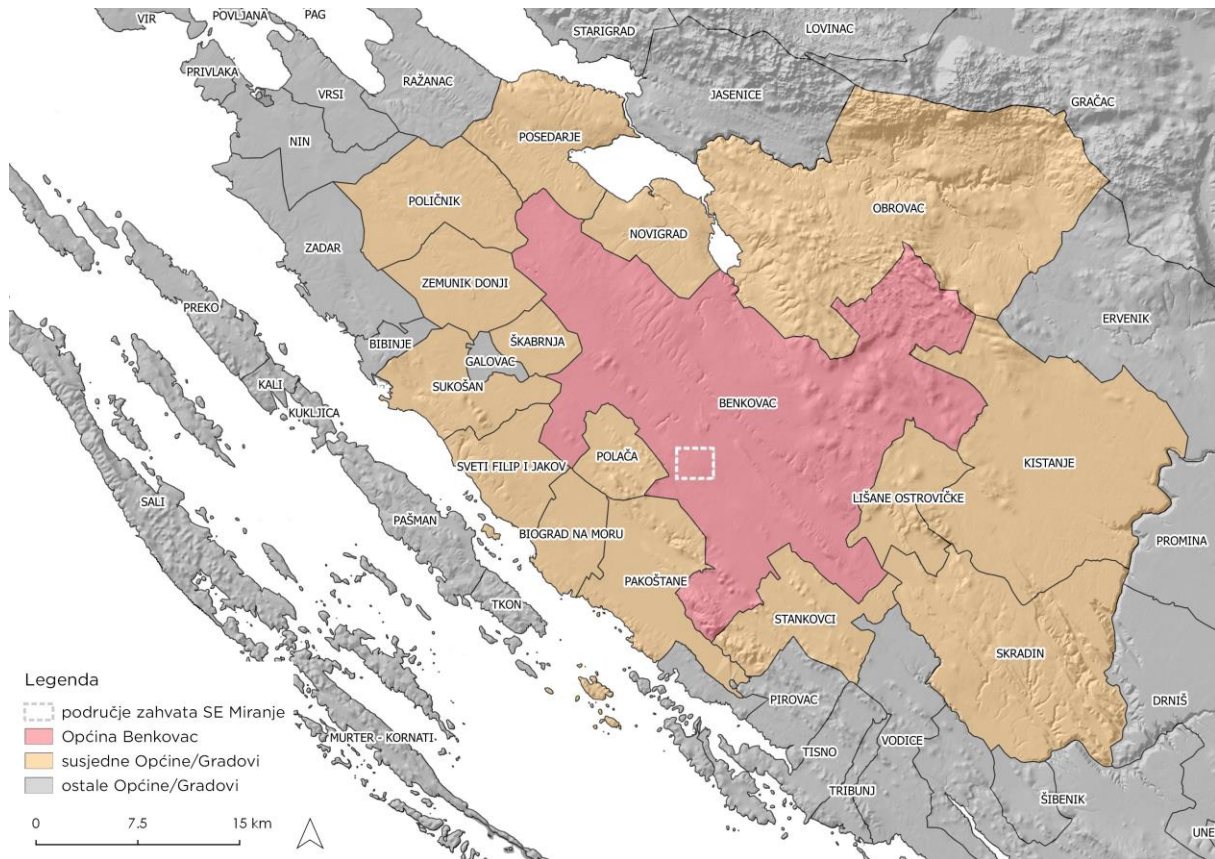 VIR
POVLJANA
PAG
STARIGRAD
LOVINAC
PRIVLAKA
VRSI
RAŽANAC
JASENICE
GRAČAC
NIN
POSEDARJE
POLIČNIK
NOVIGRAD
OBROVAC
ZADAR
ZEMUNIK DONJI
PREKO
ERVENIK
BIBINJE
ŠKABRNJA
GALOVAC
SUKOŠAN
KALI
BENKOVAC
KUKLJICA
POLAČA
SVETI FILIP I JAKOV
KISTANJE
LIŠANE OSTROVIČKE
SALI
PAŠMAN
BIOGRAD NA MORU
PROMINA
PAKOŠTANE
TKON
STANKOVCI
SKRADIN
PIROVAC
DRNIŠ
MURTER - KORNATI
TISNO
VODICE
TRIBUNJ
ŠIBENIK
UNE
Legenda
područje zahvata SE Miranje
Općina Benkovac
susjedne Općine/Gradovi
ostale Općine/Gradovi
0 7.5 15 km